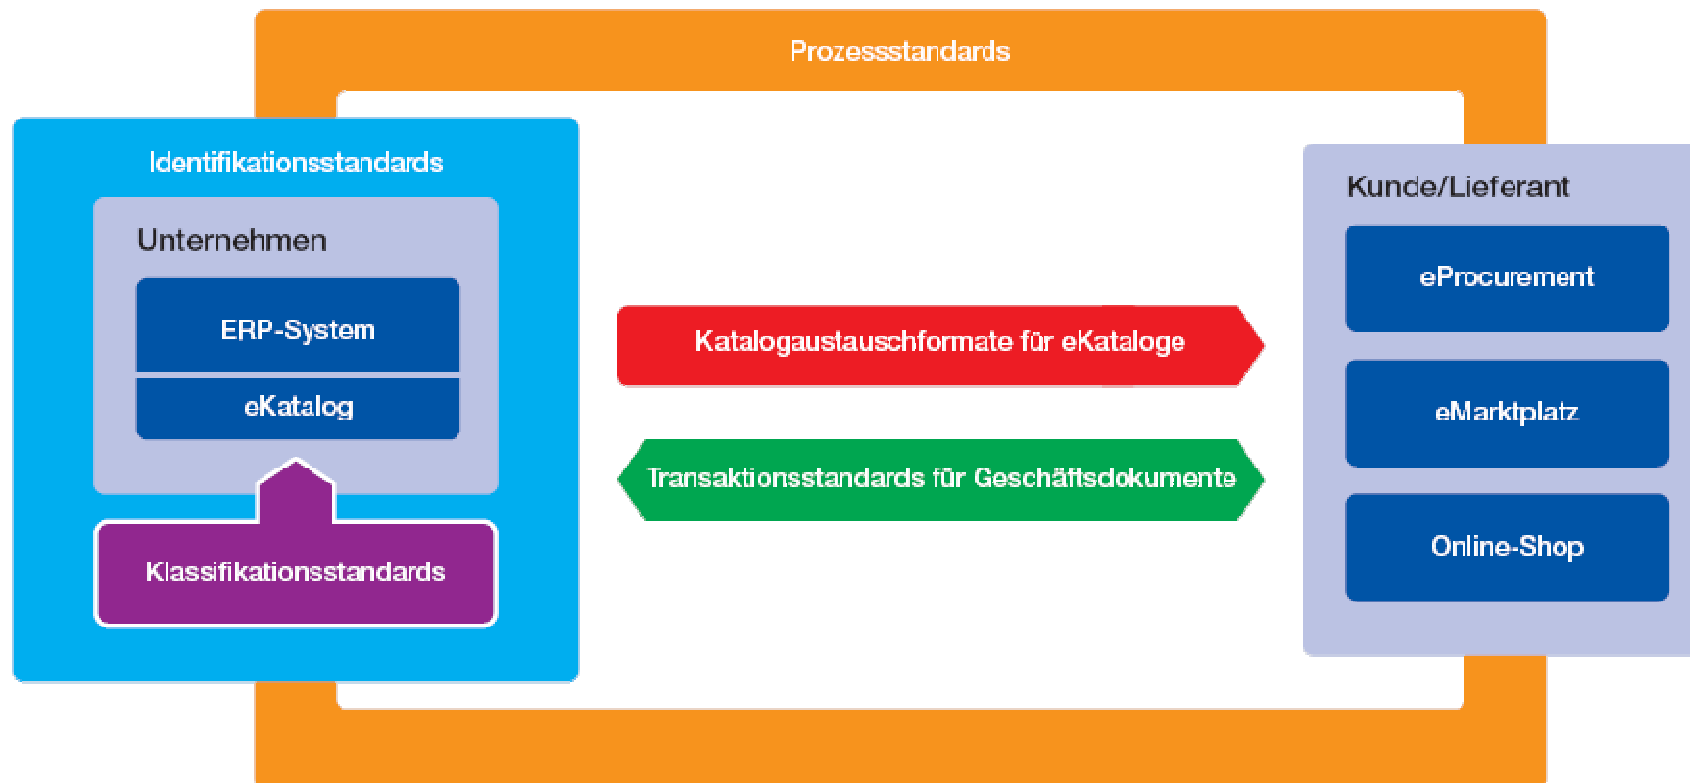 Prozessstandards
Identifikationsstandards
Unternehmen
ERP-System
eKatalog
Klassifikationsstandards
Katalogaustauschformate für eKataloge
Transaktionsstandards für Geschäftsdokumente
Kunde/Lieferant
eProcurement
eMarktplatz
Online-Shop